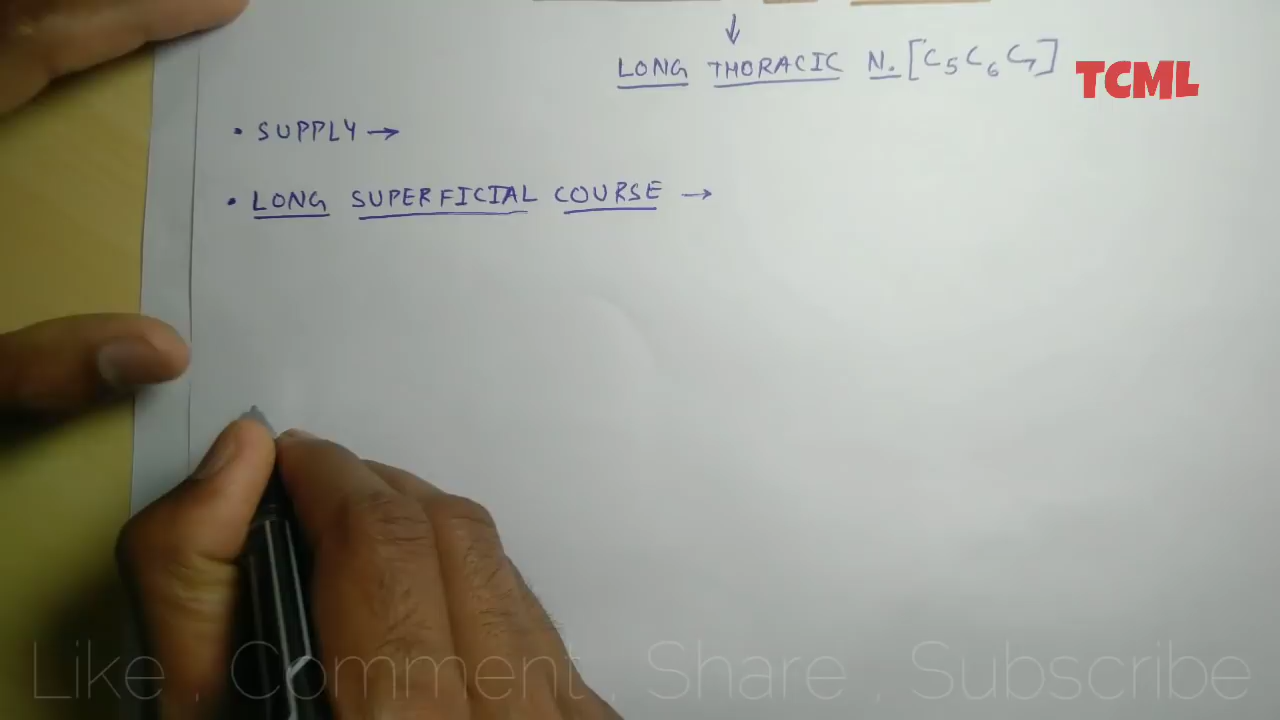 ↓
LONG THORACIC N. [C5 C6 C7]
TCML
• SUPPLY →
• LONG SUPERFICIAL COURSE →
Like , Comment , Share , Subscribe